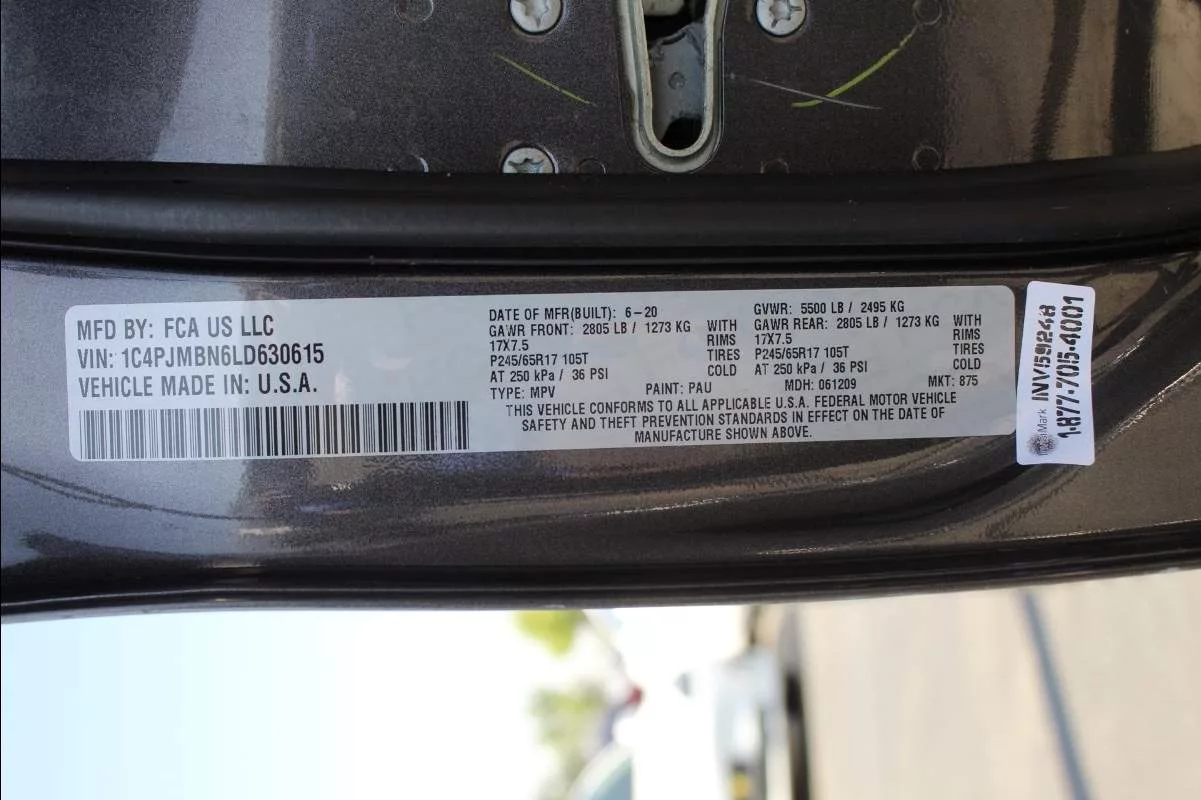 MFD BY: FCA US LLC
VIN: 1C4PJMBN6LD630615
VEHICLE MADE IN: U.S.A.
DATE OF MFR(BUILT): 6-20
GAWR FRONT: 2805 LB / 1273 KG WITH
17X7.5 RIMS
P245/65R17 105T TIRES
AT 250 kPa / 36 PSI COLD
GVWR: 5500 LB / 2495 KG
GAWR REAR: 2805 LB / 1273 KG WITH
17X7.5 RIMS
P245/65R17 105T TIRES
AT 250 kPa / 36 PSI COLD
TYPE: MPV PAINT: PAU MDH: 061209 MKT: 875
THIS VEHICLE CONFORMS TO ALL APPLICABLE U.S.A. FEDERAL MOTOR VEHICLE
SAFETY AND THEFT PREVENTION STANDARDS IN EFFECT ON THE DATE OF
MANUFACTURE SHOWN ABOVE.
Mark INV59248
1-877-705-4001